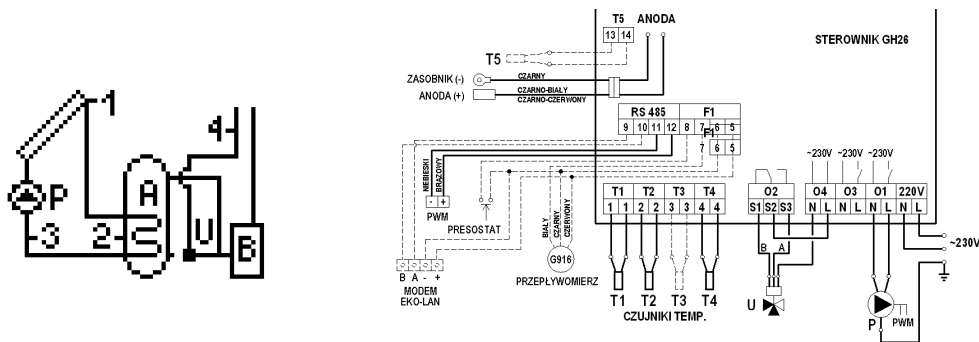 1
4
P
A
3
2
U
B
T5 ANODA
13 14
STEROWNIK GH26
T5
ZASOBNIK (-)
CZARNY
ANODA (+)
CZARNO-BIAŁY
CZARNO-CZERWONY
RS 485 F1
9 10 11 12 8 7 6 5
F1
7 6 5
NIEBIESKI
BRĄZOWY
- +
PWM
PRESOSTAT
BIAŁY
CZARNY
CZERWONY
G916
PRZEPŁYWOMIERZ
B A - +
MODEM
EKO-LAN
T1 T2 T3 T4
1 1 2 2 3 3 4 4
T1 T2 T3 T4
CZUJNIKI TEMP.
~230V ~230V ~230V
O2 O4 O3 O1 220V
S1 S2 S3 N L N L N L N L
B A
U
~230V
P PWM